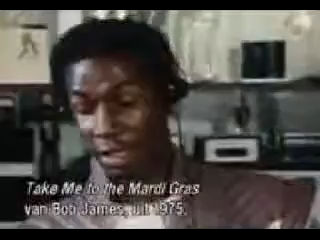 Take Me to the Mardi Gras
van Bob James, uit 1975.